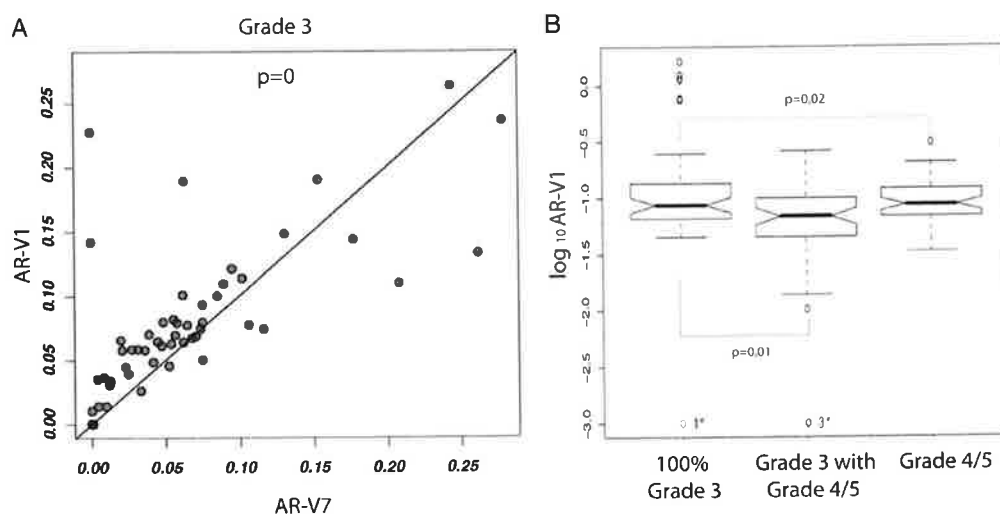 A
Grade 3
p=0
AR-V1
0.25
0.20
0.15
0.10
0.05
0.00
0.00 0.05 0.10 0.15 0.20 0.25
AR-V7
B
log 10 AR-V1
0.0
-0.5
-1.0
-1.5
-2.0
-2.5
-3.0
p=0,02
p=0,01
1*
3*
100%
Grade 3
Grade 3 with
Grade 4/5
Grade 4/5